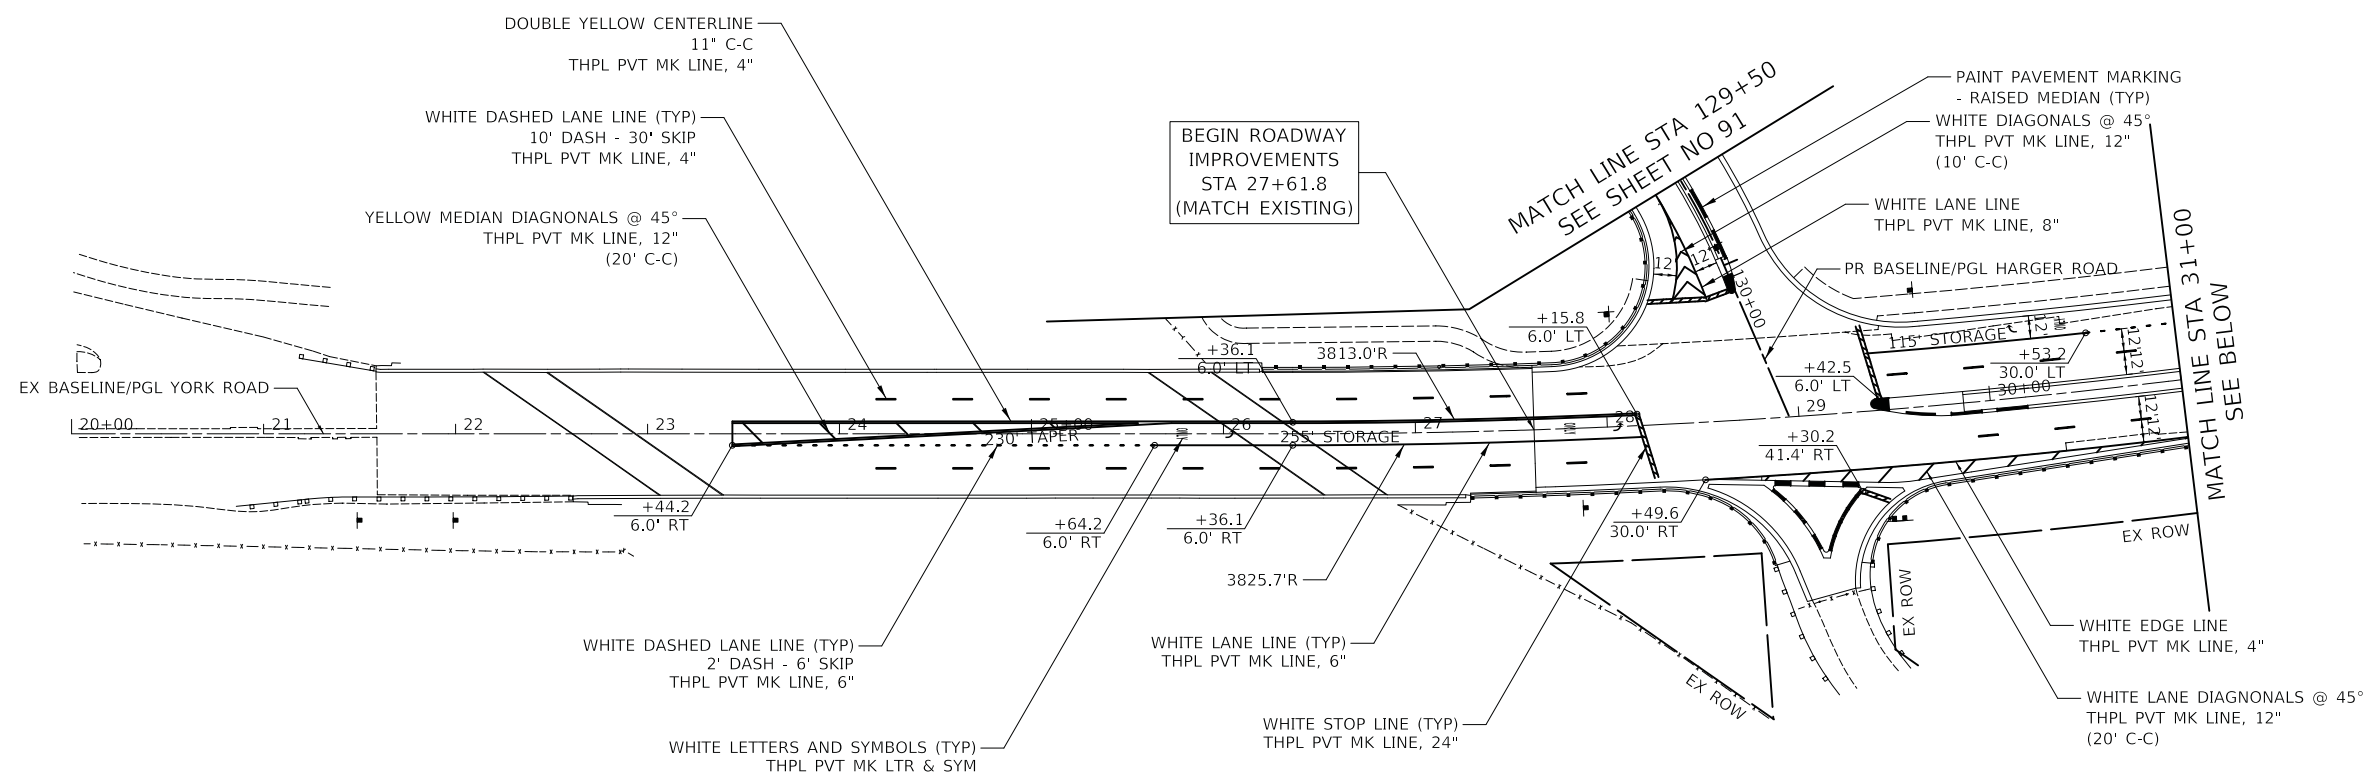 DOUBLE YELLOW CENTERLINE
11" C-C
THPL PVT MK LINE, 4"
WHITE DASHED LANE LINE (TYP)
10' DASH - 30' SKIP
THPL PVT MK LINE, 4"
YELLOW MEDIAN DIAGNONALS @ 45°
THPL PVT MK LINE, 12"
(20' C-C)
BEGIN ROADWAY
IMPROVEMENTS
STA 27+61.8
(MATCH EXISTING)
MATCH LINE STA 129+50
SEE SHEET NO 91
PAINT PAVEMENT MARKING
- RAISED MEDIAN (TYP)
WHITE DIAGONALS @ 45°
THPL PVT MK LINE, 12"
(10' C-C)
WHITE LANE LINE
THPL PVT MK LINE, 8"
PR BASELINE/PGL HARGER ROAD
MATCH LINE STA 31+00
SEE BELOW
12'
12'
130+00
EX BASELINE/PGL YORK ROAD
20+00
21
22
23
24
25+00
26
27
28
29
30+00
+36.1
6.0' LT
3813.0'R
+15.8
6.0' LT
+42.5
6.0' LT
115' STORAGE
+53.2
30.0' LT
12'
12'
12'
12'
12'
230' TAPER
255' STORAGE
+30.2
41.4' RT
+44.2
6.0' RT
+64.2
6.0' RT
+36.1
6.0' RT
+49.6
30.0' RT
3825.7'R
EX ROW
EX ROW
EX ROW
WHITE DASHED LANE LINE (TYP)
2' DASH - 6' SKIP
THPL PVT MK LINE, 6"
WHITE LANE LINE (TYP)
THPL PVT MK LINE, 6"
WHITE EDGE LINE
THPL PVT MK LINE, 4"
WHITE STOP LINE (TYP)
THPL PVT MK LINE, 24"
WHITE LANE DIAGNONALS @ 45°
THPL PVT MK LINE, 12"
(20' C-C)
WHITE LETTERS AND SYMBOLS (TYP)
THPL PVT MK LTR & SYM